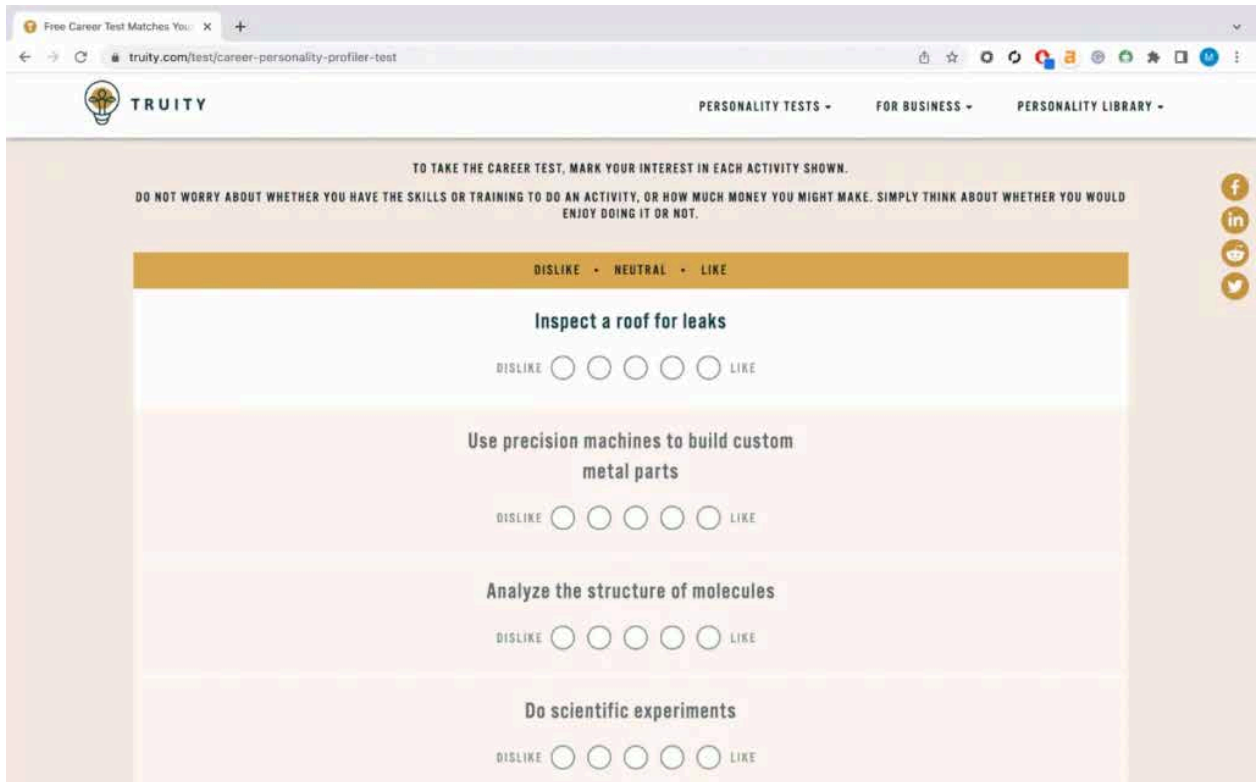 Free Career Test Matches You
truity.com/test/career-personality-profiler-test
TRUITY
PERSONALITY TESTS
FOR BUSINESS
PERSONALITY LIBRARY
TO TAKE THE CAREER TEST, MARK YOUR INTEREST IN EACH ACTIVITY SHOWN.
DO NOT WORRY ABOUT WHETHER YOU HAVE THE SKILLS OR TRAINING TO DO AN ACTIVITY, OR HOW MUCH MONEY YOU MIGHT MAKE. SIMPLY THINK ABOUT WHETHER YOU WOULD
ENJOY DOING IT OR NOT.
DISLIKE • NEUTRAL • LIKE
Inspect a roof for leaks
DISLIKE LIKE
Use precision machines to build custom
metal parts
DISLIKE LIKE
Analyze the structure of molecules
DISLIKE LIKE
Do scientific experiments
DISLIKE LIKE